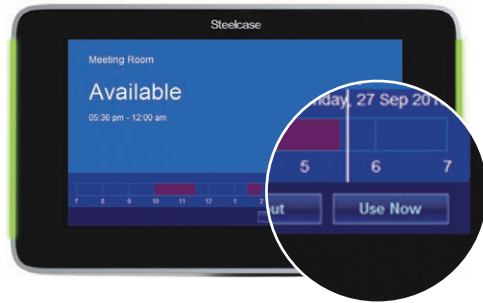 Steelcase
Meeting Room
Available
05:36 pm - 12:00 am
27 Sep 201
5 6 7
7 8 9 10 11 12 1 2
Use Now